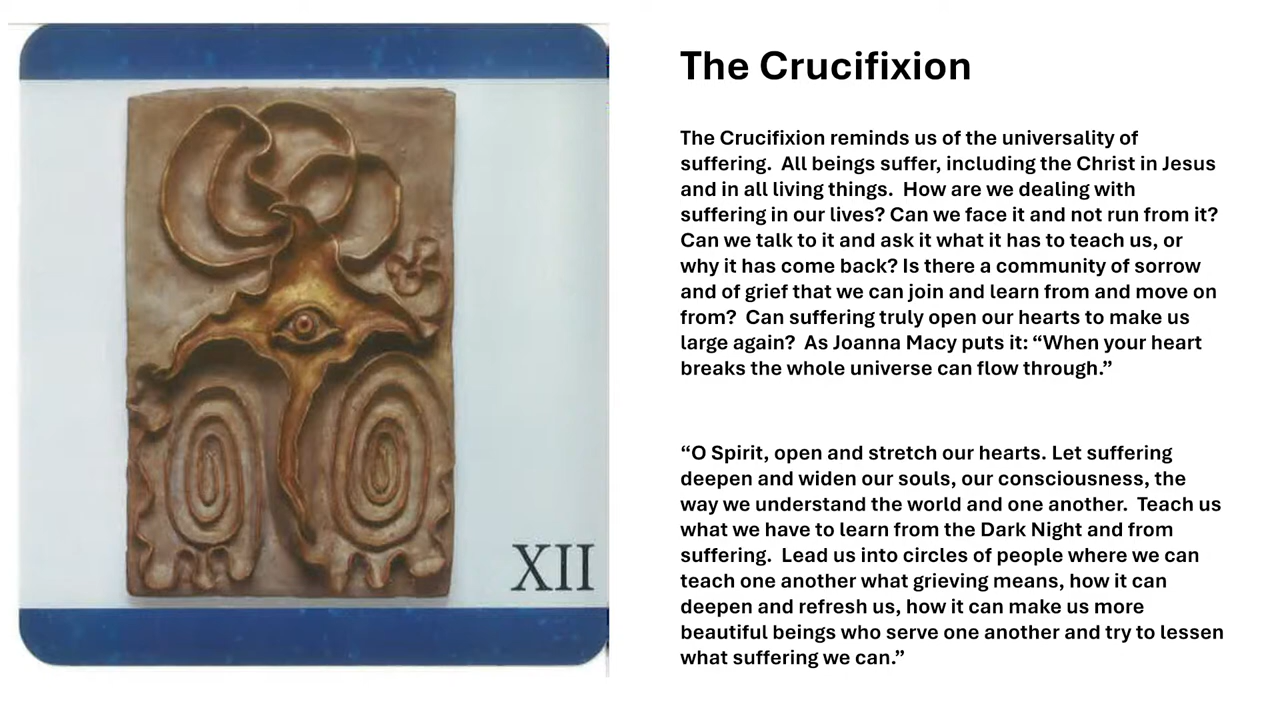 The Crucifixion
The Crucifixion reminds us of the universality of
suffering.  All beings suffer, including the Christ in Jesus
and in all living things.  How are we dealing with
suffering in our lives? Can we face it and not run from it?
Can we talk to it and ask it what it has to teach us, or
why it has come back? Is there a community of sorrow
and of grief that we can join and learn from and move on
from?  Can suffering truly open our hearts to make us
large again?  As Joanna Macy puts it: “When your heart
breaks the whole universe can flow through.”
“O Spirit, open and stretch our hearts. Let suffering
deepen and widen our souls, our consciousness, the
way we understand the world and one another.  Teach us
what we have to learn from the Dark Night and from
suffering.  Lead us into circles of people where we can
teach one another what grieving means, how it can
deepen and refresh us, how it can make us more
beautiful beings who serve one another and try to lessen
what suffering we can.”
XII